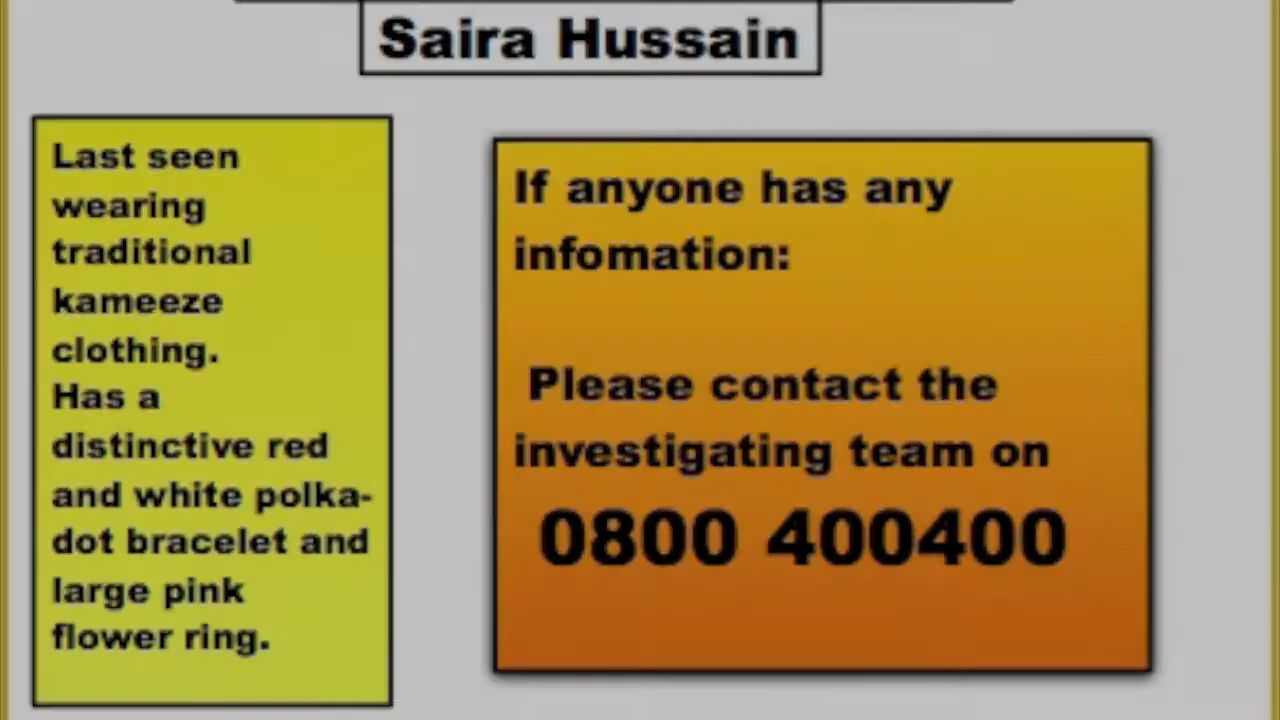 Saira Hussain
Last seen
wearing
traditional
kameeze
clothing.
Has a
distinctive red
and white polka-
dot bracelet and
large pink
flower ring.
If anyone has any
infomation:
Please contact the
investigating team on
0800 400400